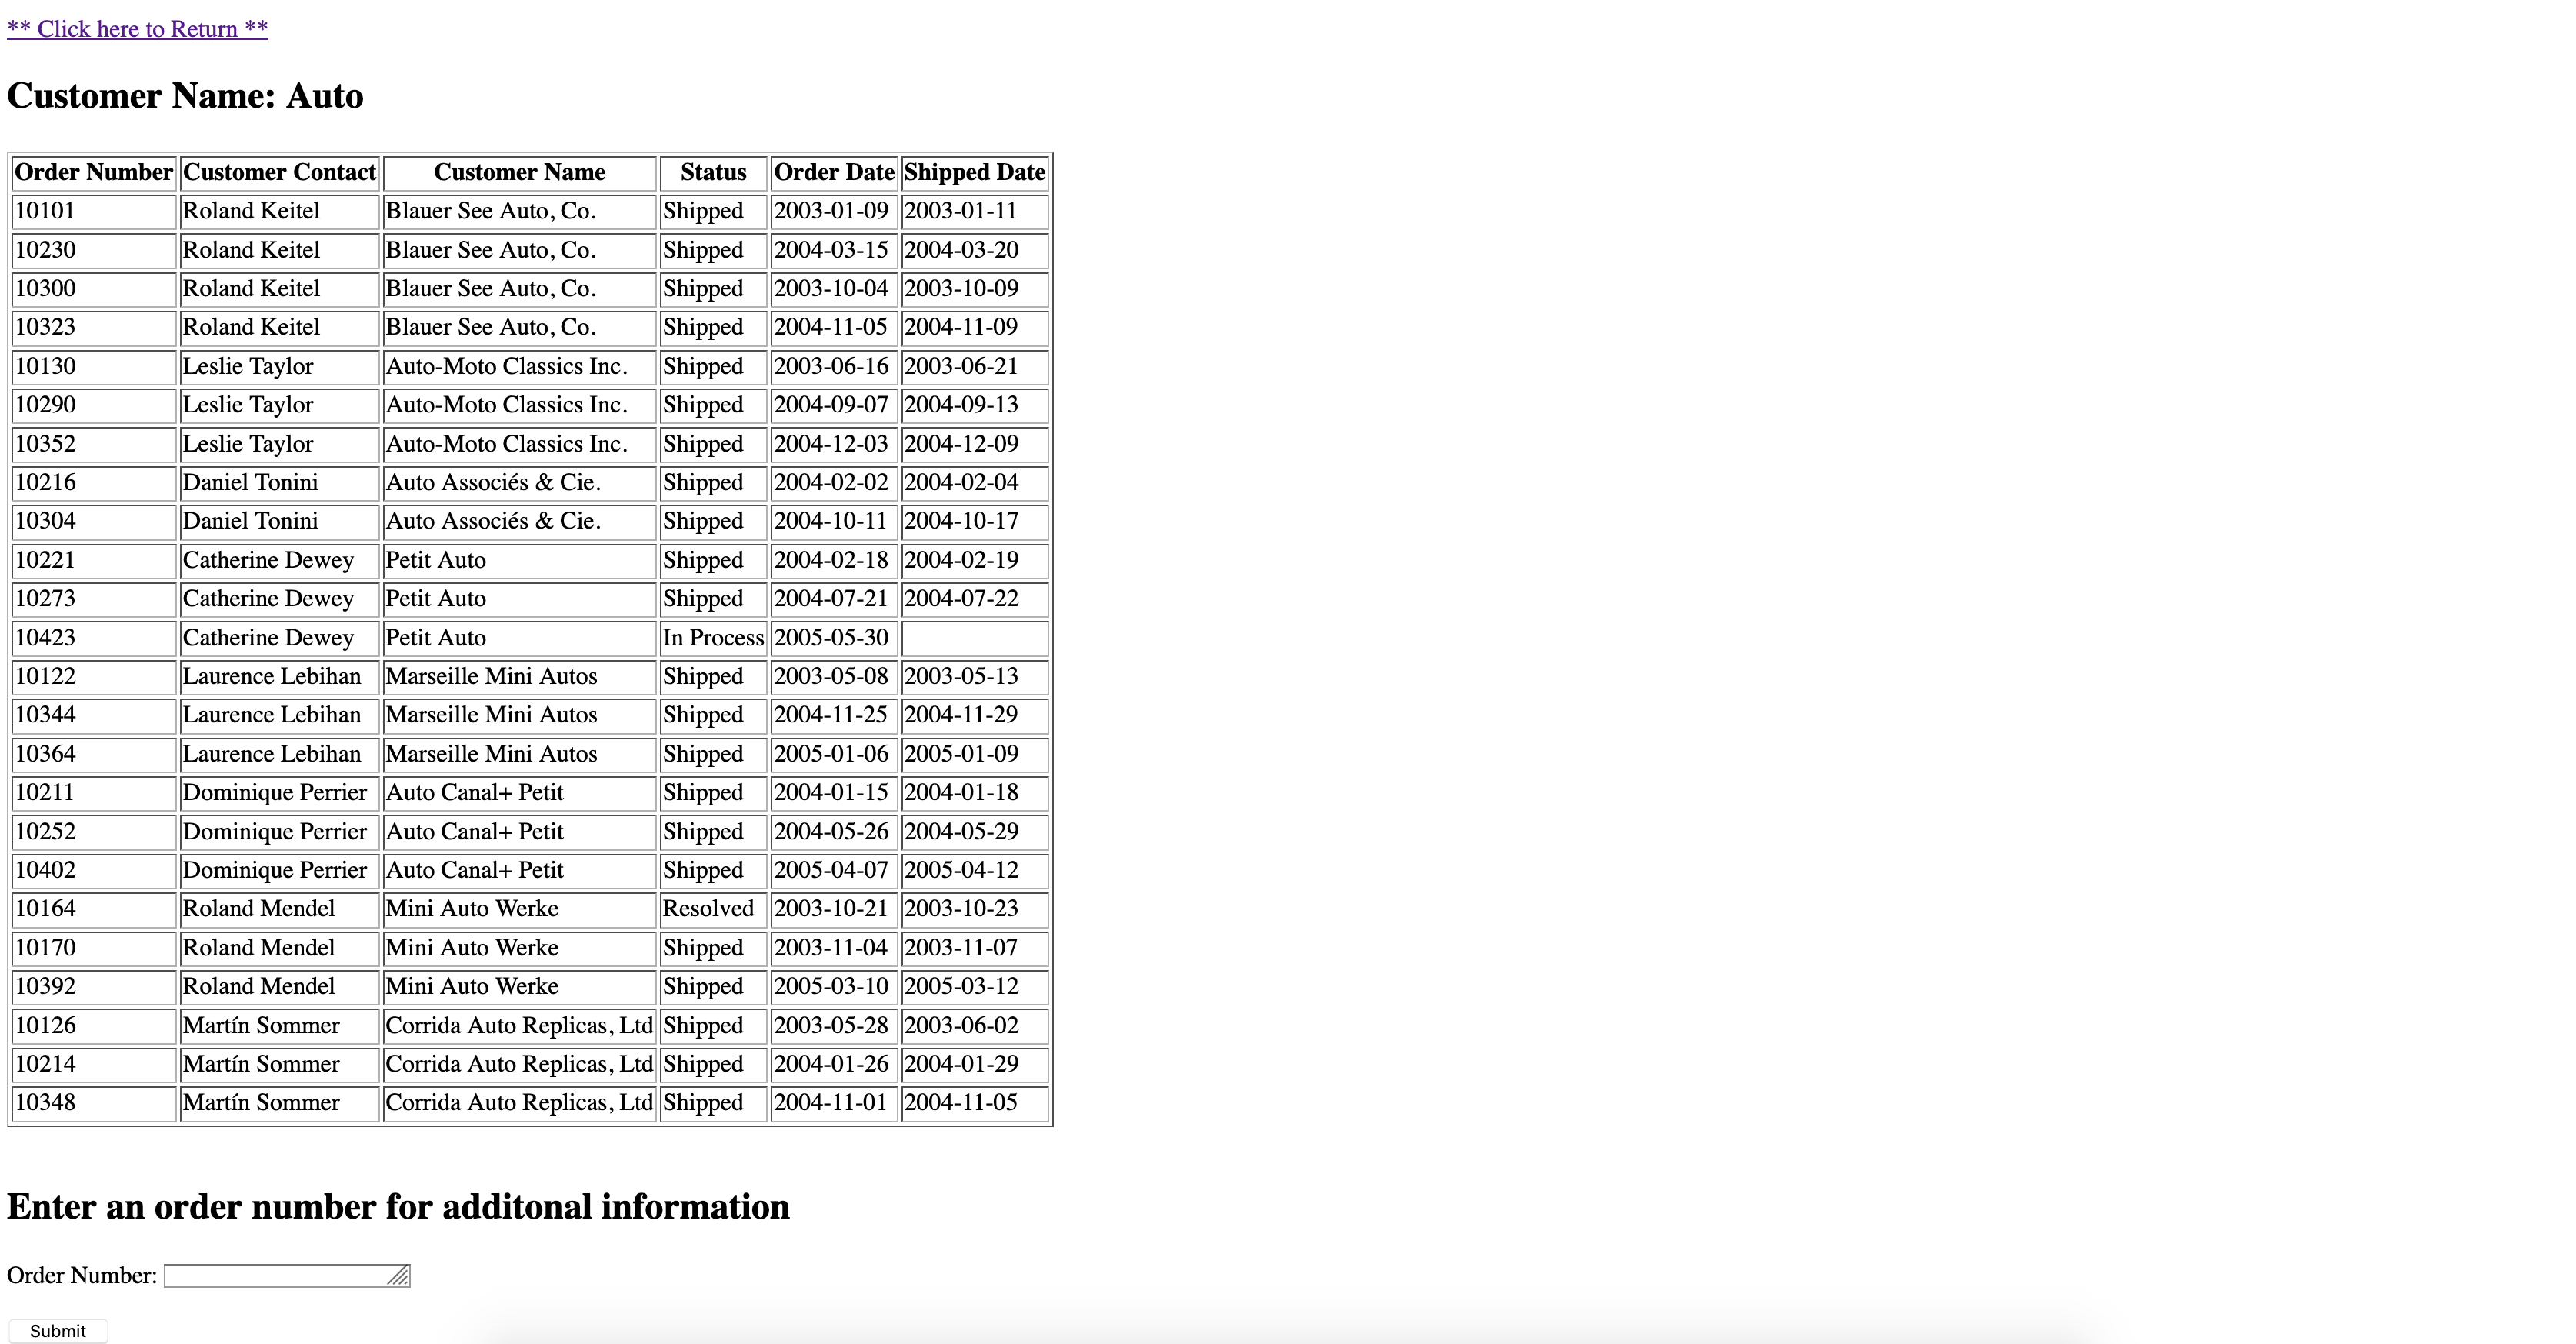 ** Click here to Return **
Customer Name: Auto
Order Number Customer Contact Customer Name Status Order Date Shipped Date
10101 Roland Keitel Blauer See Auto, Co. Shipped 2003-01-09 2003-01-11
10230 Roland Keitel Blauer See Auto, Co. Shipped 2004-03-15 2004-03-20
10300 Roland Keitel Blauer See Auto, Co. Shipped 2003-10-04 2003-10-09
10323 Roland Keitel Blauer See Auto, Co. Shipped 2004-11-05 2004-11-09
10130 Leslie Taylor Auto-Moto Classics Inc. Shipped 2003-06-16 2003-06-21
10290 Leslie Taylor Auto-Moto Classics Inc. Shipped 2004-09-07 2004-09-13
10352 Leslie Taylor Auto-Moto Classics Inc. Shipped 2004-12-03 2004-12-09
10216 Daniel Tonini Auto Associés & Cie. Shipped 2004-02-02 2004-02-04
10304 Daniel Tonini Auto Associés & Cie. Shipped 2004-10-11 2004-10-17
10221 Catherine Dewey Petit Auto Shipped 2004-02-18 2004-02-19
10273 Catherine Dewey Petit Auto Shipped 2004-07-21 2004-07-22
10423 Catherine Dewey Petit Auto In Process 2005-05-30
10122 Laurence Lebihan Marseille Mini Autos Shipped 2003-05-08 2003-05-13
10344 Laurence Lebihan Marseille Mini Autos Shipped 2004-11-25 2004-11-29
10364 Laurence Lebihan Marseille Mini Autos Shipped 2005-01-06 2005-01-09
10211 Dominique Perrier Auto Canal+ Petit Shipped 2004-01-15 2004-01-18
10252 Dominique Perrier Auto Canal+ Petit Shipped 2004-05-26 2004-05-29
10402 Dominique Perrier Auto Canal+ Petit Shipped 2005-04-07 2005-04-12
10164 Roland Mendel Mini Auto Werke Resolved 2003-10-21 2003-10-23
10170 Roland Mendel Mini Auto Werke Shipped 2003-11-04 2003-11-07
10392 Roland Mendel Mini Auto Werke Shipped 2005-03-10 2005-03-12
10126 Martín Sommer Corrida Auto Replicas, Ltd Shipped 2003-05-28 2003-06-02
10214 Martín Sommer Corrida Auto Replicas, Ltd Shipped 2004-01-26 2004-01-29
10348 Martín Sommer Corrida Auto Replicas, Ltd Shipped 2004-11-01 2004-11-05
Enter an order number for additonal information
Order Number:
Submit